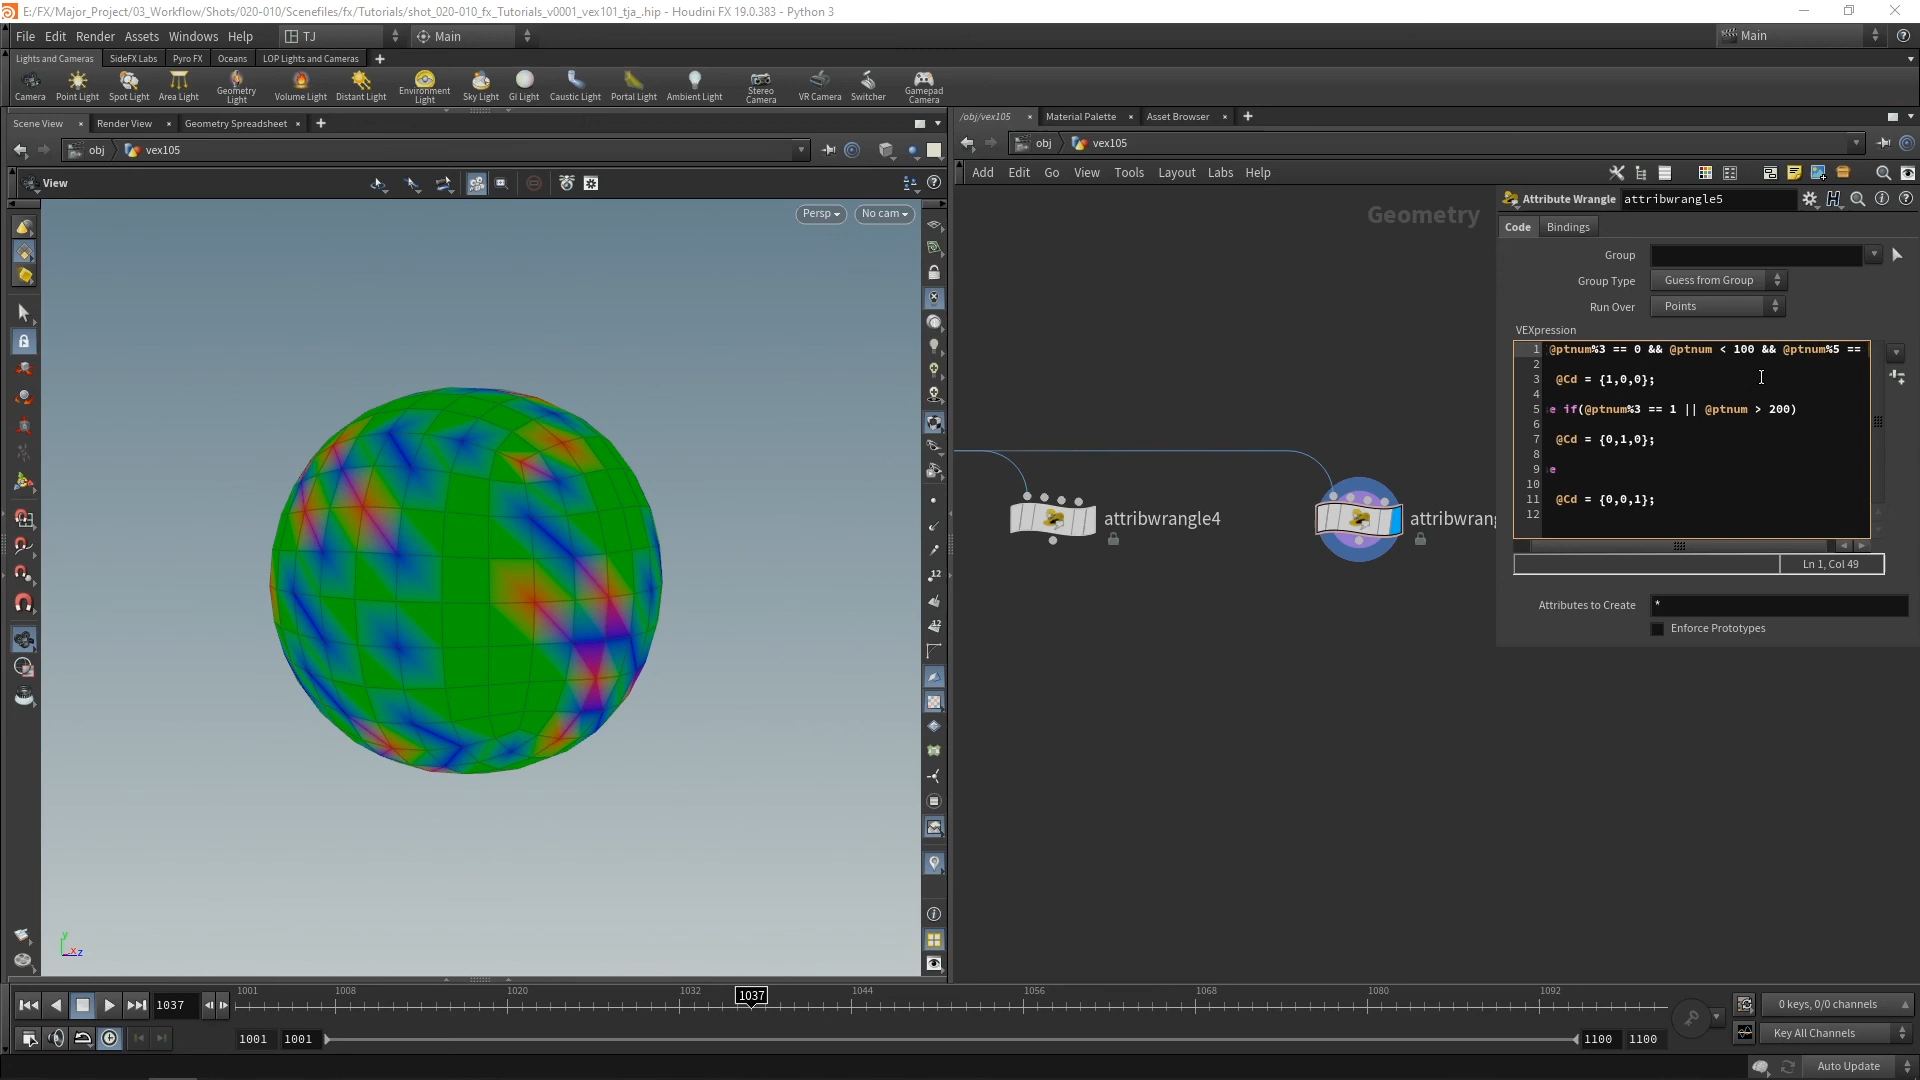 E:/FX/Major_Project/03_Workflow/Shots/020-010/Scenefiles/fx/Tutorials/shot_020-010_fx_Tutorials_v0001_vex101_tja_.hip - Houdini FX 19.0.383 - Python 3
File Edit Render Assets Windows Help TJ Main Main
Lights and Cameras SideFX Labs Pyro FX Oceans LOP Lights and Cameras
Camera Point Light Spot Light Area Light Geometry Light Volume Light Distant Light Environment Light Sky Light GI Light Caustic Light Portal Light Ambient Light Stereo Camera VR Camera Switcher Gamepad Camera
Scene View Render View Geometry Spreadsheet
obj vex105
View
Persp No cam
/obj/vex105 Material Palette Asset Browser
obj vex105
Add Edit Go View Tools Layout Labs Help
Geometry
attribwrangle4
attribwrang
Attribute Wrangle attribwrangle5
Code Bindings
Group
Group Type Guess from Group
Run Over Points
VEXpression
1 @ptnum%3 == 0 && @ptnum < 100 && @ptnum%5 ==
2
3 @Cd = {1,0,0};
4
5 e if(@ptnum%3 == 1 || @ptnum > 200)
6
7 @Cd = {0,1,0};
8
9 e
10
11 @Cd = {0,0,1};
12
Ln 1, Col 49
Attributes to Create *
Enforce Prototypes
12
12
y
x z
1037 1001 1008 1020 1032 1037 1044 1056 1068 1080 1092
0 keys, 0/0 channels
1001 1001 1100 1100
Key All Channels
Auto Update